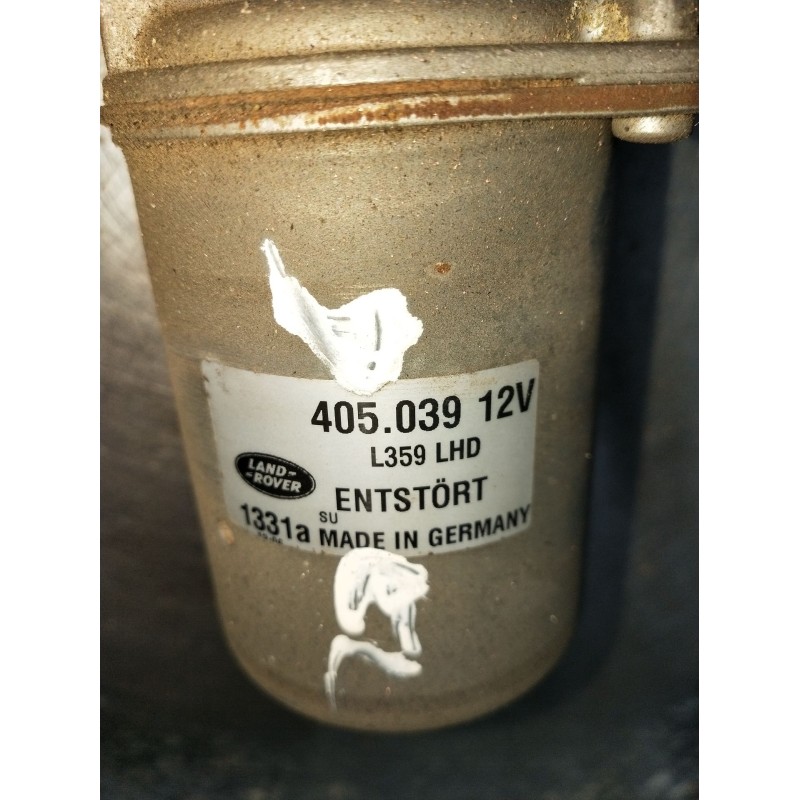 405.039 12V
L359 LHD
LAND
ROVER
ENTSTÖRT
SU
1331a MADE IN GERMANY